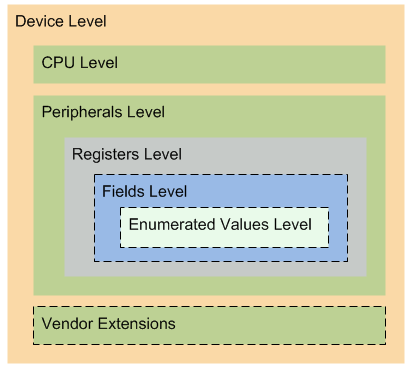 Device Level
CPU Level
Peripherals Level
Registers Level
Fields Level
Enumerated Values Level
Vendor Extensions